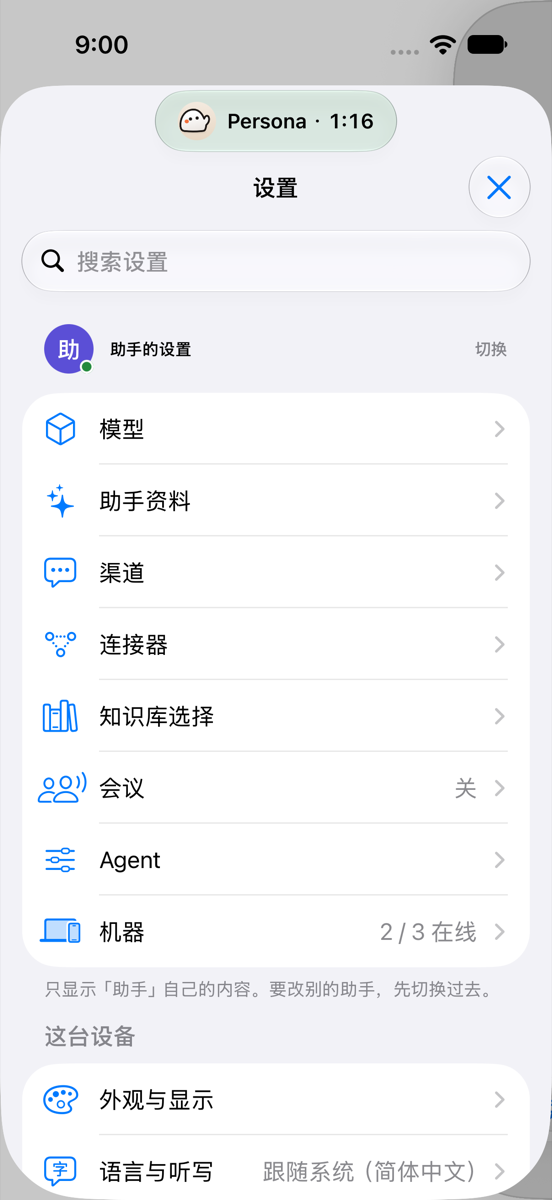 9:00
Persona · 1:16
设置
搜索设置
助 助手的设置 切换
模型
助手资料
渠道
连接器
知识库选择
会议 关
Agent
机器 2 / 3 在线
只显示「助手」自己的内容。要改别的助手，先切换过去。
这台设备
外观与显示
字 语言与听写 跟随系统（简体中文）